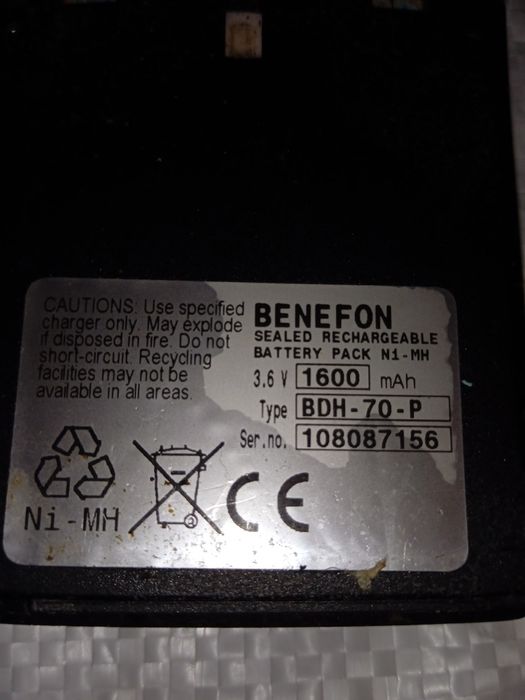 CAUTIONS: Use specified
charger only. May explode
if disposed in fire. Do not
short-circuit. Recycling
facilities may not be
available in all areas.
BENEFON
SEALED RECHARGEABLE
BATTERY PACK Ni-MH
3.6 V 1600 mAh
Type BDH-70-P
Ser.no. 108087156
Ni-MH
CE